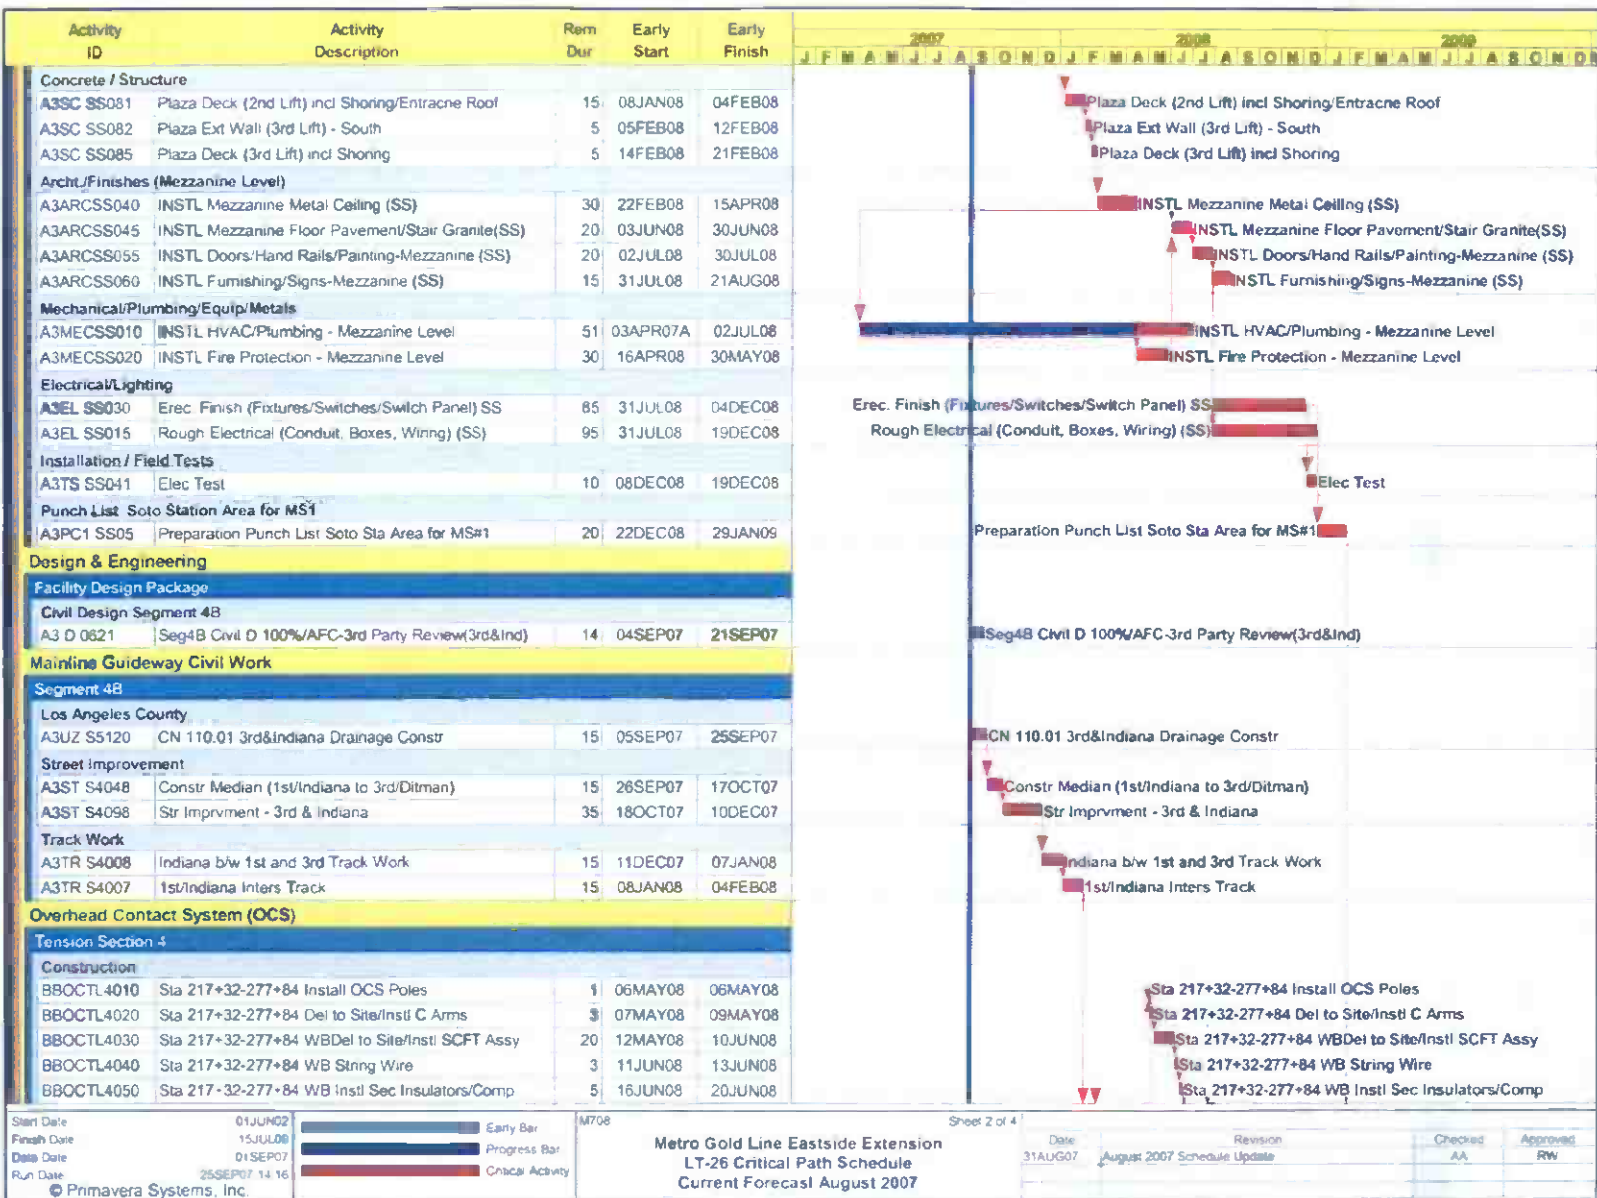 Activity ID Activity Description Rem Dur Early Start Early Finish 2007 2008 2009
J F M A M J J A S O N D J F M A M J J A S O N D J F M A M J J A S O N D
Concrete / Structure
A3SC SS081 Plaza Deck (2nd Lift) incl Shoring/Entracne Roof 15 08JAN08 04FEB08 Plaza Deck (2nd Lift) incl Shoring/Entracne Roof
A3SC SS082 Plaza Ext Wall (3rd Lift) - South 5 05FEB08 12FEB08 Plaza Ext Wall (3rd Lift) - South
A3SC SS085 Plaza Deck (3rd Lift) incl Shoring 5 14FEB08 21FEB08 Plaza Deck (3rd Lift) incl Shoring
Archt./Finishes (Mezzanine Level)
A3ARCSS040 INSTL Mezzanine Metal Ceiling (SS) 30 22FEB08 15APR08 INSTL Mezzanine Metal Ceiling (SS)
A3ARCSS045 INSTL Mezzanine Floor Pavement/Stair Granite(SS) 20 03JUN08 30JUN08 INSTL Mezzanine Floor Pavement/Stair Granite(SS)
A3ARCSS055 INSTL Doors/Hand Rails/Painting-Mezzanine (SS) 20 02JUL08 30JUL08 INSTL Doors/Hand Rails/Painting-Mezzanine (SS)
A3ARCSS060 INSTL Furnishing/Signs-Mezzanine (SS) 15 31JUL08 21AUG08 INSTL Furnishing/Signs-Mezzanine (SS)
Mechanical/Plumbing/Equip/Metals
A3MECSS010 INSTL HVAC/Plumbing - Mezzanine Level 51 03APR07A 02JUL08 INSTL HVAC/Plumbing - Mezzanine Level
A3MECSS020 INSTL Fire Protection - Mezzanine Level 30 16APR08 30MAY08 INSTL Fire Protection - Mezzanine Level
Electrical/Lighting
A3EL SS030 Erec. Finish (Fixtures/Switches/Switch Panel) SS 85 31JUL08 04DEC08 Erec. Finish (Fixtures/Switches/Switch Panel) SS
A3EL SS015 Rough Electrical (Conduit, Boxes, Wiring) (SS) 95 31JUL08 19DEC08 Rough Electrical (Conduit, Boxes, Wiring) (SS)
Installation / Field Tests
A3TS SS041 Elec Test 10 08DEC08 19DEC08 Elec Test
Punch List Soto Station Area for MS1
A3PC1 SS05 Preparation Punch List Soto Sta Area for MS#1 20 22DEC08 29JAN09 Preparation Punch List Soto Sta Area for MS#1
Design & Engineering
Facility Design Package
Civil Design Segment 4B
A3 D 0621 Seg4B Civil D 100%/AFC-3rd Party Review(3rd&Ind) 14 04SEP07 21SEP07 Seg4B Civil D 100%/AFC-3rd Party Review(3rd&Ind)
Mainline Guideway Civil Work
Segment 4B
Los Angeles County
A3UZ S5120 CN 110.01 3rd&Indiana Drainage Constr 15 05SEP07 25SEP07 CN 110.01 3rd&Indiana Drainage Constr
Street Improvement
A3ST S4048 Constr Median (1st/Indiana to 3rd/Ditman) 15 26SEP07 17OCT07 Constr Median (1st/Indiana to 3rd/Ditman)
A3ST S4098 Str Imprvment - 3rd & Indiana 35 18OCT07 10DEC07 Str Imprvment - 3rd & Indiana
Track Work
A3TR S4008 Indiana b/w 1st and 3rd Track Work 15 11DEC07 07JAN08 Indiana b/w 1st and 3rd Track Work
A3TR S4007 1st/Indiana Inters Track 15 08JAN08 04FEB08 1st/Indiana Inters Track
Overhead Contact System (OCS)
Tension Section 4
Construction
BBOCTL4010 Sta 217+32-277+84 Install OCS Poles 1 06MAY08 06MAY08 Sta 217+32-277+84 Install OCS Poles
BBOCTL4020 Sta 217+32-277+84 Del to Site/Instl C Arms 3 07MAY08 09MAY08 Sta 217+32-277+84 Del to Site/Instl C Arms
BBOCTL4030 Sta 217+32-277+84 WBDel to Site/Instl SCFT Assy 20 12MAY08 10JUN08 Sta 217+32-277+84 WBDel to Site/Instl SCFT Assy
BBOCTL4040 Sta 217+32-277+84 WB String Wire 3 11JUN08 13JUN08 Sta 217+32-277+84 WB String Wire
BBOCTL4050 Sta 217+32-277+84 WB Instl Sec Insulators/Comp 5 16JUN08 20JUN08 Sta 217+32-277+84 WB Instl Sec Insulators/Comp
Start Date 01JUN02
Finish Date 15JUL09
Data Date 01SEP07
Run Date 25SEP07 14:16
© Primavera Systems, Inc.
Early Bar
Progress Bar
Critical Activity
M708
Sheet 2 of 4
Metro Gold Line Eastside Extension
LT-26 Critical Path Schedule
Current Forecast August 2007
Date Revision Checked Approved
31AUG07 August 2007 Schedule Update AA RW